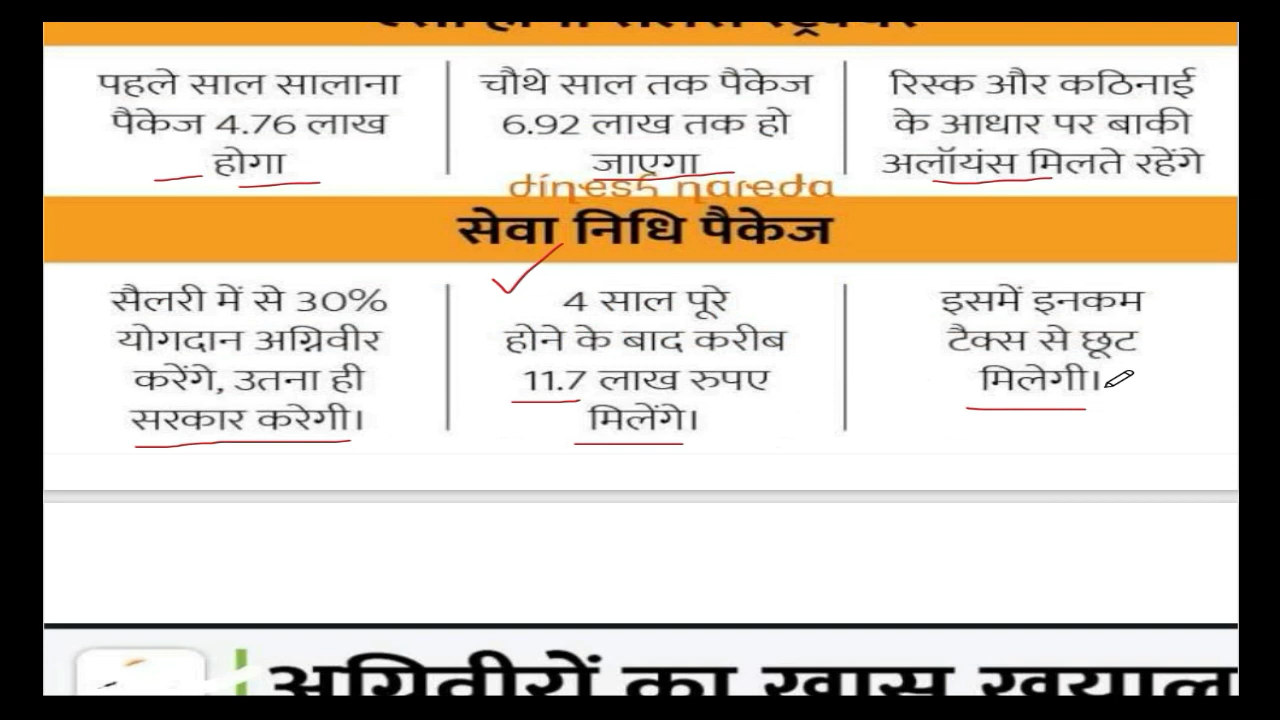 पहले साल सालाना
पैकेज 4.76 लाख
होगा
चौथे साल तक पैकेज
6.92 लाख तक हो
जाएगा
रिस्क और कठिनाई
के आधार पर बाकी
अलॉयंस मिलते रहेंगे
dinesh nareda
सेवा निधि पैकेज
सैलरी में से 30%
योगदान अग्निवीर
करेंगे, उतना ही
सरकार करेगी।
4 साल पूरे
होने के बाद करीब
11.7 लाख रुपए
मिलेंगे।
इसमें इनकम
टैक्स से छूट
मिलेगी।
अग्निवीरों का खास खयाल